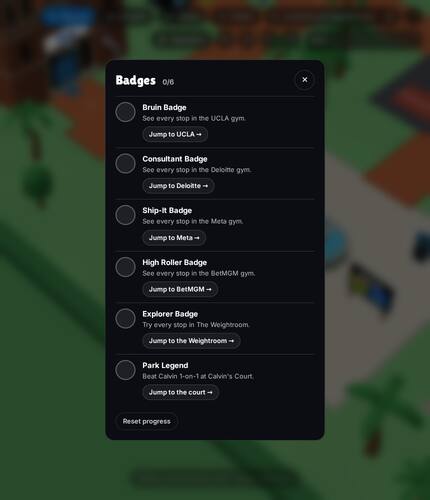 Badges 0/6
×
Bruin Badge
See every stop in the UCLA gym.
Jump to UCLA →
Consultant Badge
See every stop in the Deloitte gym.
Jump to Deloitte →
Ship-It Badge
See every stop in the Meta gym.
Jump to Meta →
High Roller Badge
See every stop in the BetMGM gym.
Jump to BetMGM →
Explorer Badge
Try every stop in The Weightroom.
Jump to the Weightroom →
Park Legend
Beat Calvin 1-on-1 at Calvin's Court.
Jump to the court →
Reset progress